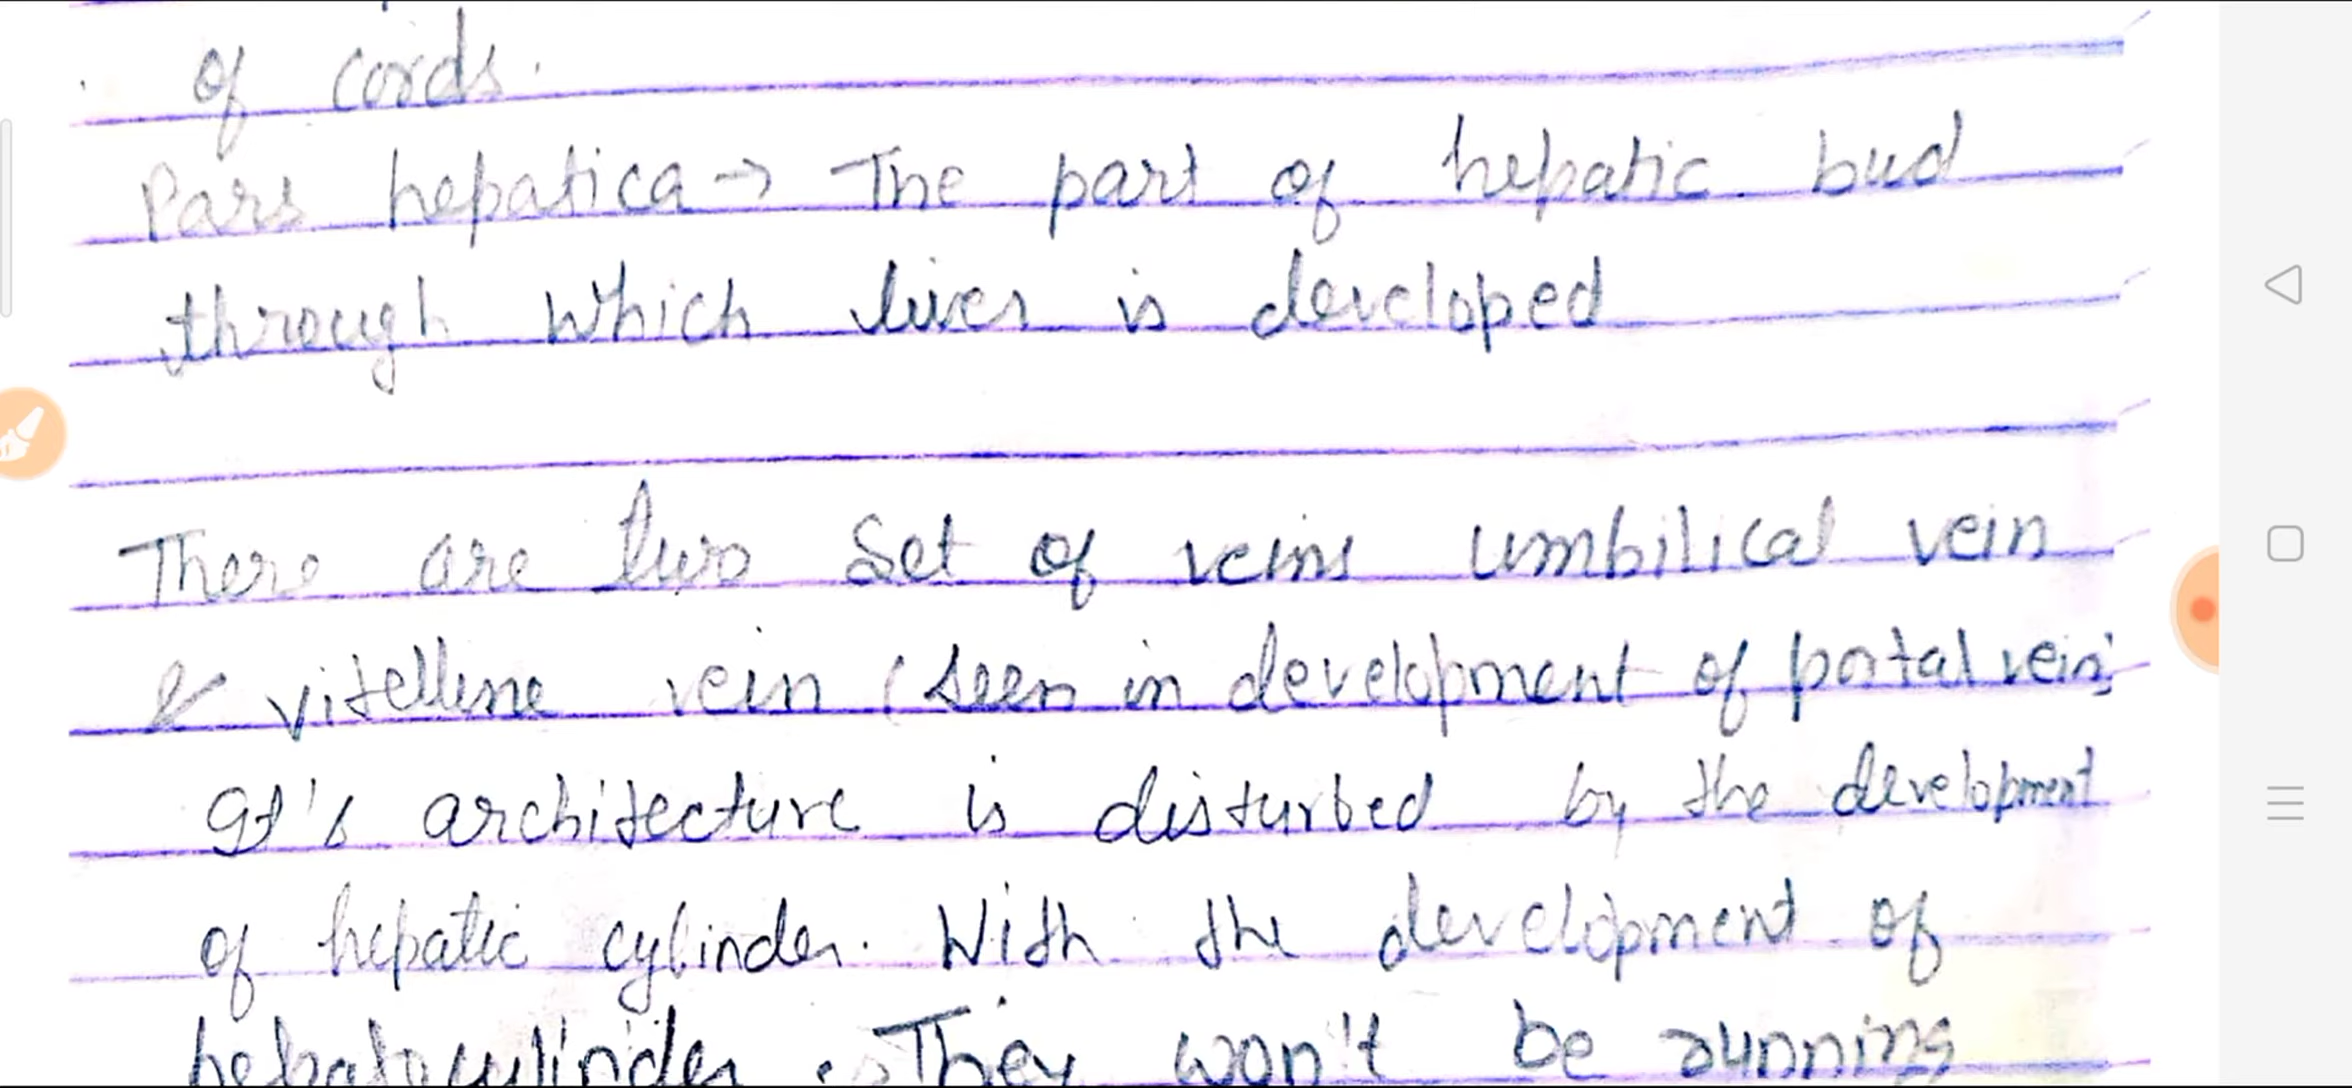 of cords.
Pars hepatica → The part of hepatic bud
through which liver is developed
There are two Set of veins umbilical vein
& vitelline vein (seen in development of portal vein)
It's architecture is disturbed by the development
of hepatic cylinder. With the development of
hepatocylinder. They won't be running